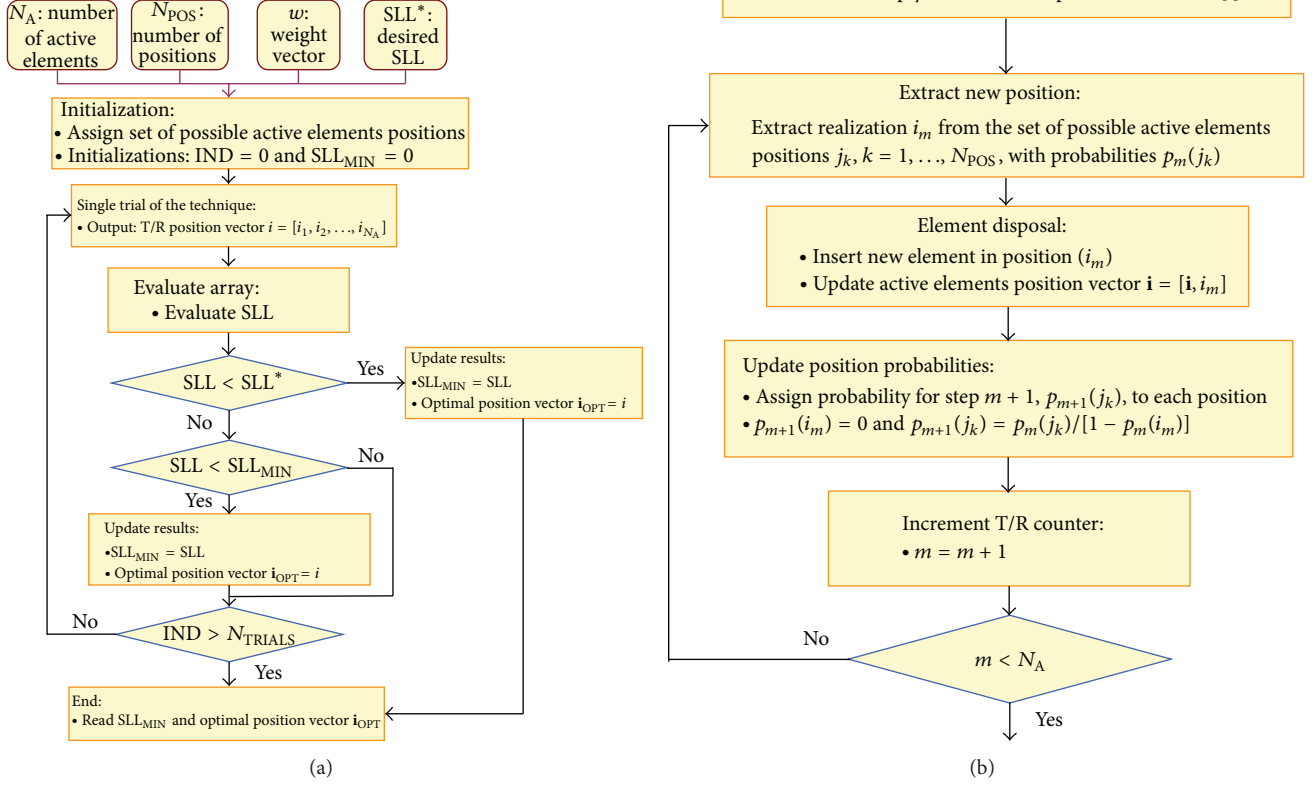 N_A: number
of active
elements
N_POS:
number of
positions
w:
weight
vector
SLL*:
desired
SLL
Initialization:
• Assign set of possible active elements positions
• Initializations: IND = 0 and SLL_MIN = 0
Single trial of the technique:
• Output: T/R position vector i = [i_1, i_2, …, i_{N_A}]
Evaluate array:
• Evaluate SLL
SLL < SLL*
Yes
Update results:
•SLL_MIN = SLL
• Optimal position vector i_OPT = i
No
SLL < SLL_MIN
No
Yes
Update results:
•SLL_MIN = SLL
• Optimal position vector i_OPT = i
No
IND > N_TRIALS
Yes
End:
• Read SLL_MIN and optimal position vector i_OPT
(a)
Extract new position:
Extract realization i_m from the set of possible active elements
positions j_k, k = 1, …, N_POS, with probabilities p_m(j_k)
Element disposal:
• Insert new element in position (i_m)
• Update active elements position vector i = [i, i_m]
Update position probabilities:
• Assign probability for step m + 1, p_{m+1}(j_k), to each position
• p_{m+1}(i_m) = 0 and p_{m+1}(j_k) = p_m(j_k)/[1 − p_m(i_m)]
Increment T/R counter:
• m = m + 1
No
m < N_A
Yes
(b)